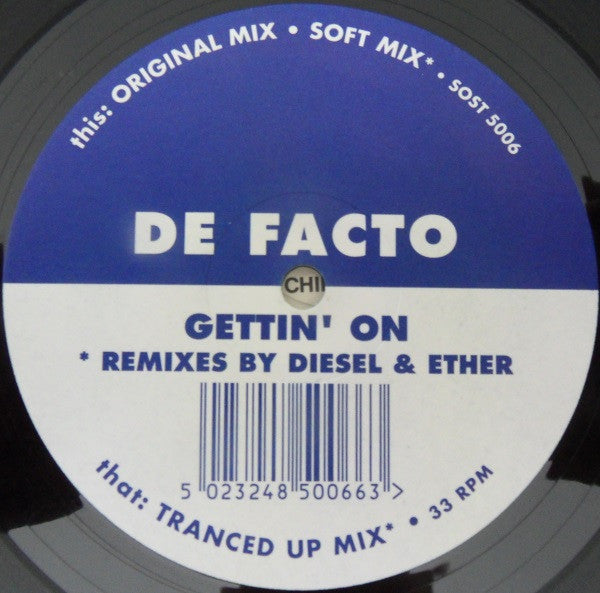 this: ORIGINAL MIX • SOFT MIX* • SOST 5006
DE FACTO
CHII
GETTIN' ON
* REMIXES BY DIESEL & ETHER
5 023248 500663 >
that: TRANCED UP MIX* • 33 RPM